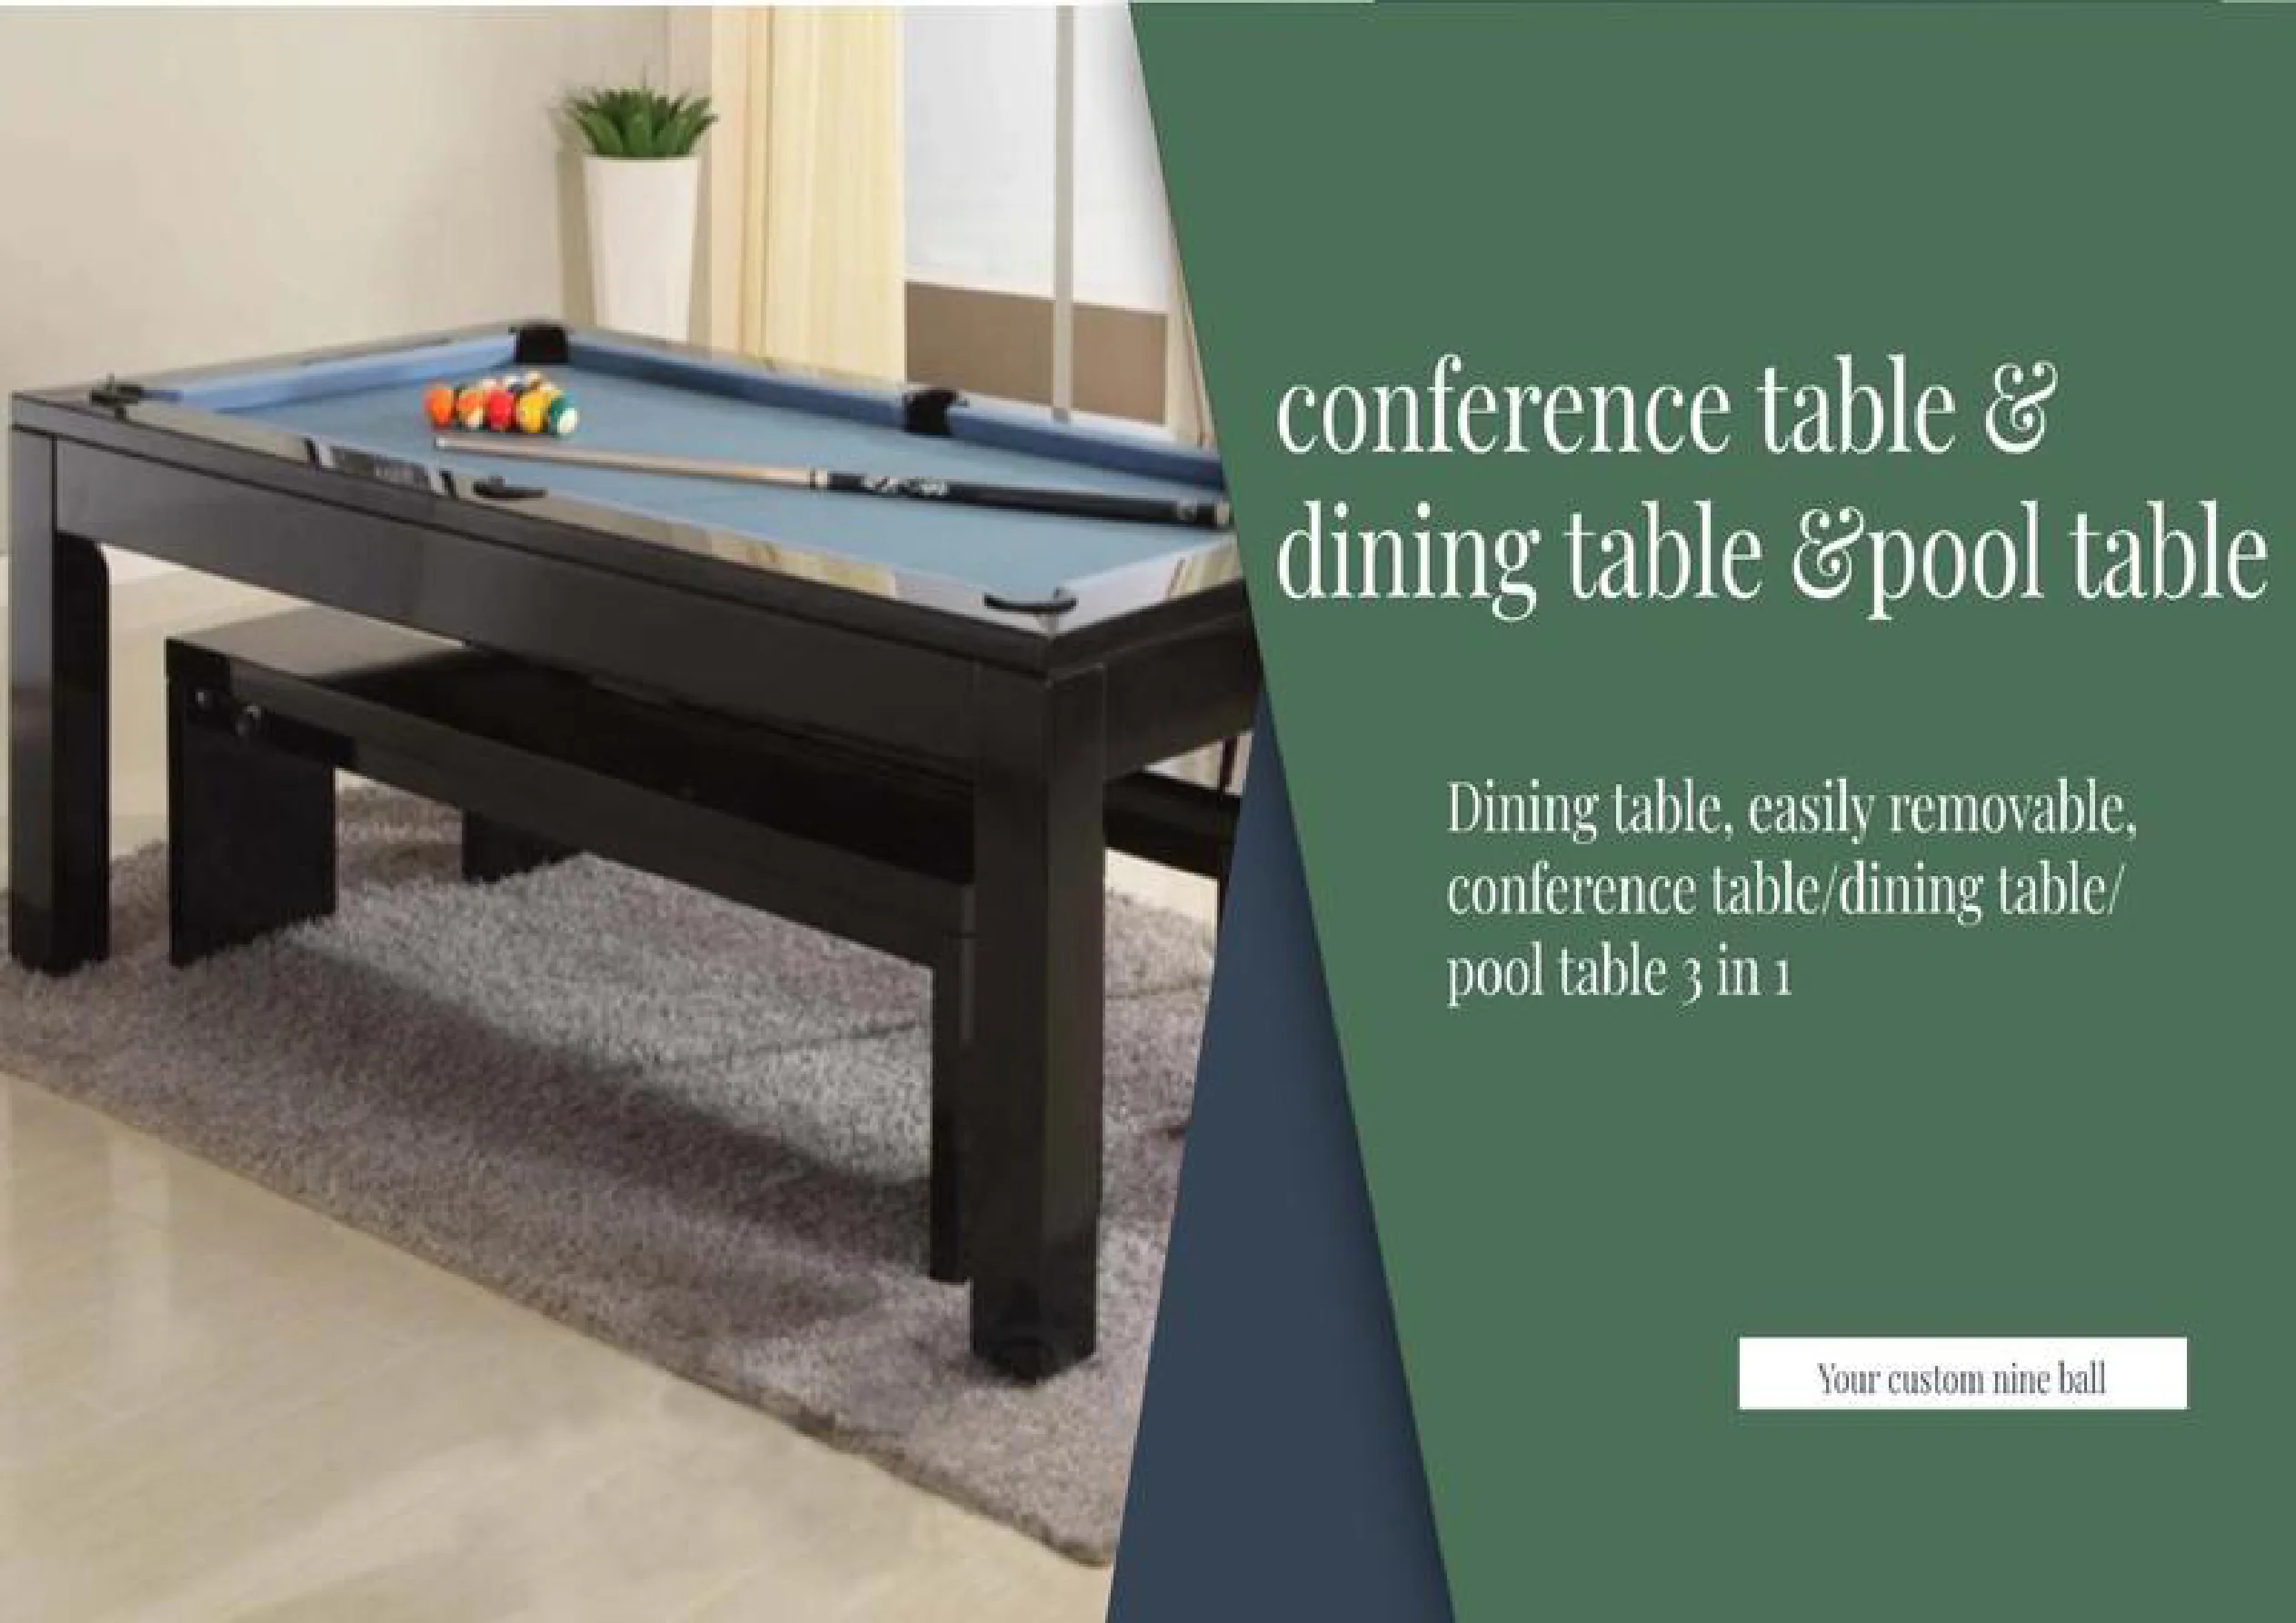 conference table &
dining table &pool table
Dining table, easily removable,
conference table/dining table/
pool table 3 in 1
Your custom nine ball